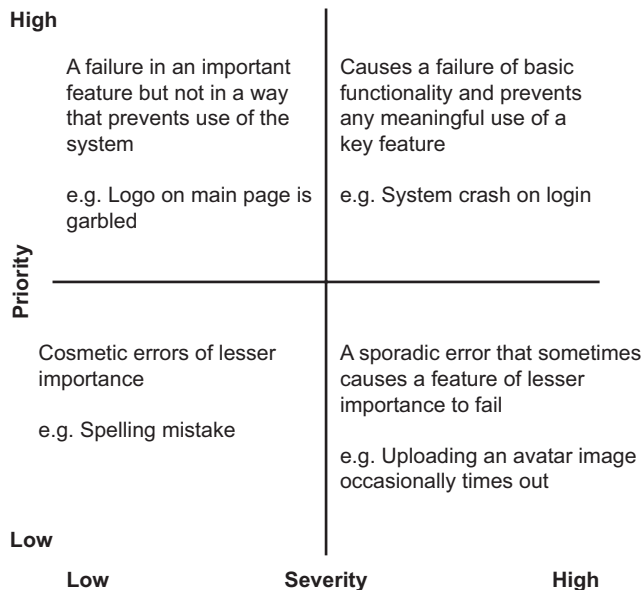 High
A failure in an important
feature but not in a way
that prevents use of the
system
e.g. Logo on main page is
garbled
Causes a failure of basic
functionality and prevents
any meaningful use of a
key feature
e.g. System crash on login
Priority
Cosmetic errors of lesser
importance
e.g. Spelling mistake
A sporadic error that sometimes
causes a feature of lesser
importance to fail
e.g. Uploading an avatar image
occasionally times out
Low
Low
Severity
High